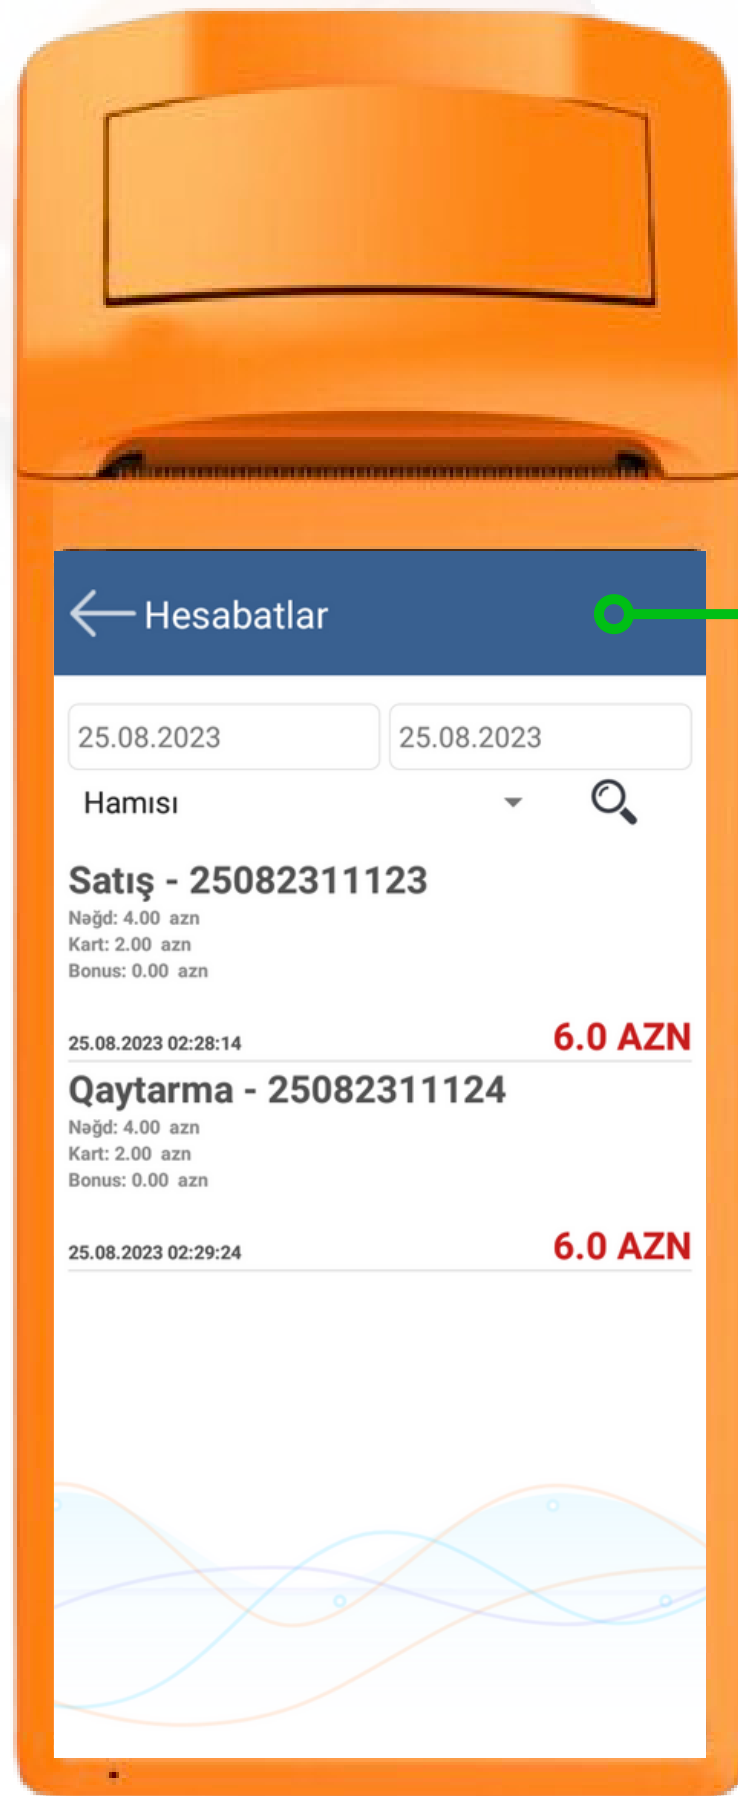 Hesabatlar
25.08.2023 25.08.2023
Hamısı
Satış - 25082311123
Nəğd: 4.00 azn
Kart: 2.00 azn
Bonus: 0.00 azn
25.08.2023 02:28:14 6.0 AZN
Qaytarma - 25082311124
Nəğd: 4.00 azn
Kart: 2.00 azn
Bonus: 0.00 azn
25.08.2023 02:29:24 6.0 AZN